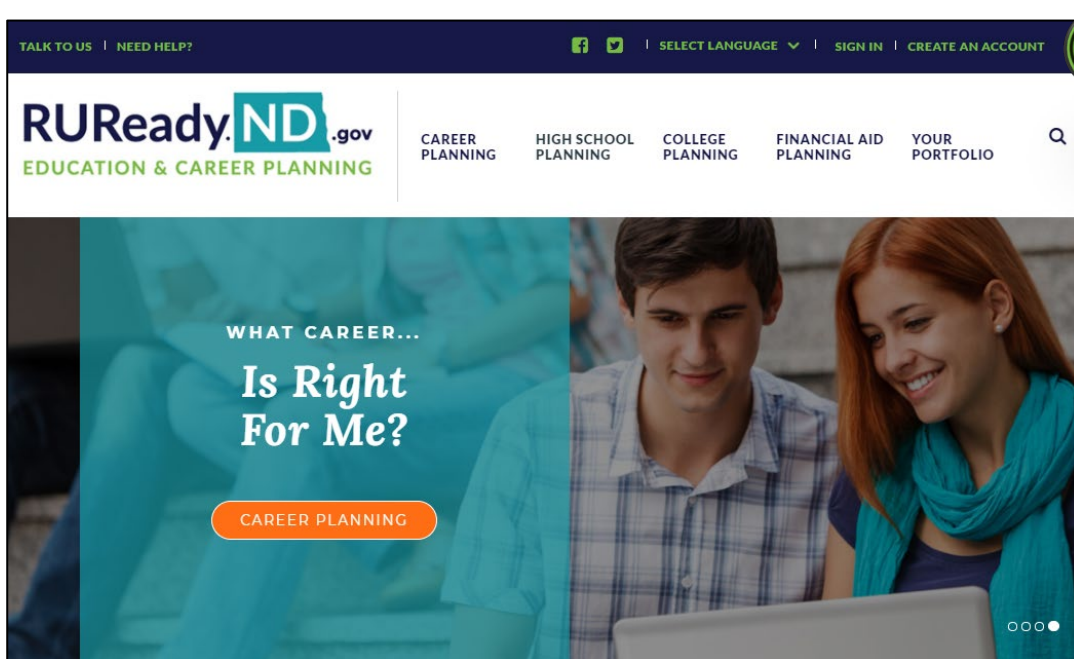 TALK TO US | NEED HELP?
SELECT LANGUAGE | SIGN IN | CREATE AN ACCOUNT
RUReady.ND.gov
EDUCATION & CAREER PLANNING
CAREER
PLANNING
HIGH SCHOOL
PLANNING
COLLEGE
PLANNING
FINANCIAL AID
PLANNING
YOUR
PORTFOLIO
WHAT CAREER...
Is Right
For Me?
CAREER PLANNING